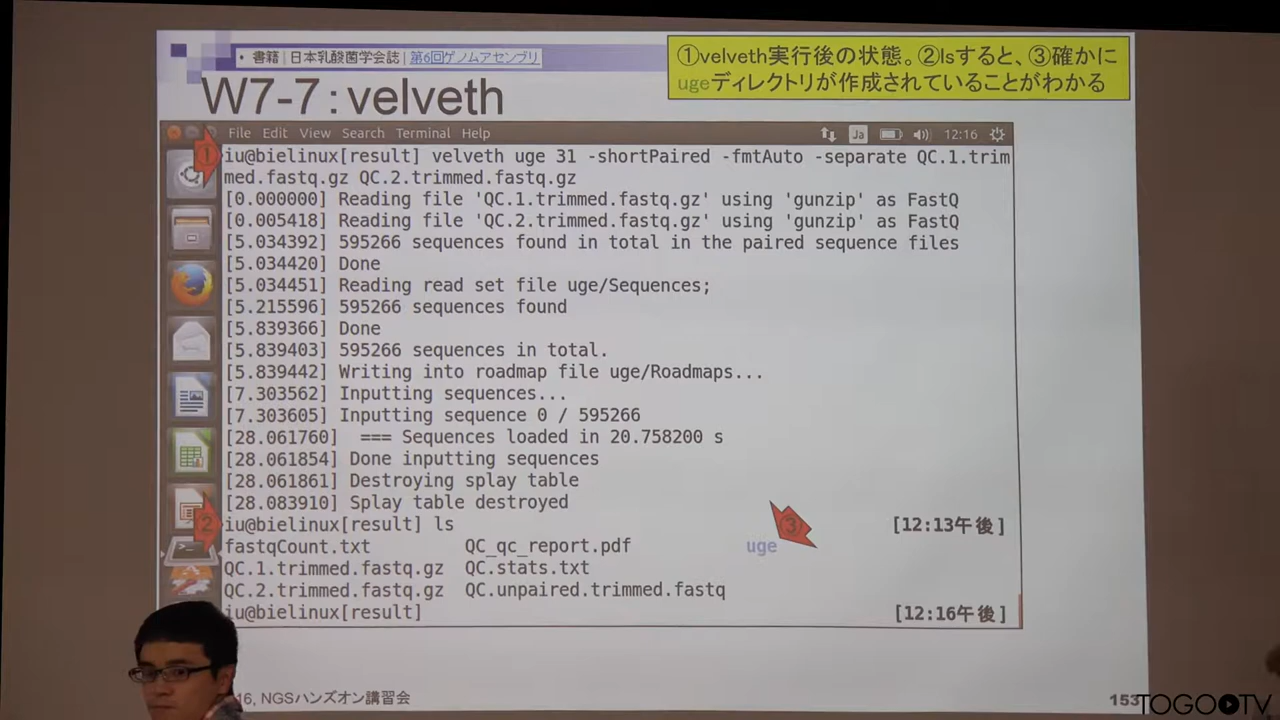 ・書籍 | 日本乳酸菌学会誌 | 第6回ゲノムアセンブリ
①velveth実行後の状態。②lsすると、③確かに
ugeディレクトリが作成されていることがわかる
W7-7：velveth
File Edit View Search Terminal Help
Ja 12:16
①
iu@bielinux[result] velveth uge 31 -shortPaired -fmtAuto -separate QC.1.trim
med.fastq.gz QC.2.trimmed.fastq.gz
[0.000000] Reading file 'QC.1.trimmed.fastq.gz' using 'gunzip' as FastQ
[0.005418] Reading file 'QC.2.trimmed.fastq.gz' using 'gunzip' as FastQ
[5.034392] 595266 sequences found in total in the paired sequence files
[5.034420] Done
[5.034451] Reading read set file uge/Sequences;
[5.215596] 595266 sequences found
[5.839366] Done
[5.839403] 595266 sequences in total.
[5.839442] Writing into roadmap file uge/Roadmaps...
[7.303562] Inputting sequences...
[7.303605] Inputting sequence 0 / 595266
[28.061760]  === Sequences loaded in 20.758200 s
[28.061854] Done inputting sequences
[28.061861] Destroying splay table
[28.083910] Splay table destroyed
②
iu@bielinux[result] ls [12:13午後]
③
fastqCount.txt QC_qc_report.pdf uge
QC.1.trimmed.fastq.gz QC.stats.txt
QC.2.trimmed.fastq.gz QC.unpaired.trimmed.fastq
iu@bielinux[result] [12:16午後]
16, NGSハンズオン講習会
153
TOGOTV